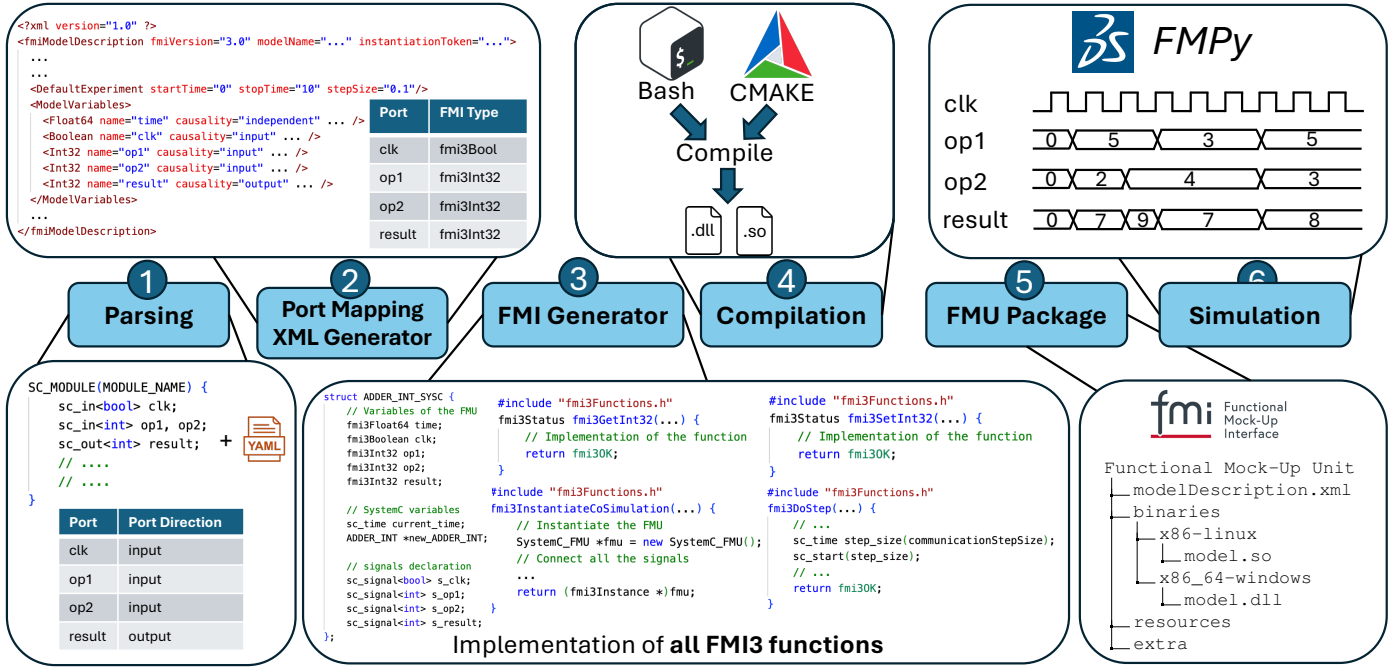 <?xml version="1.0" ?>
<fmiModelDescription fmiVersion="3.0" modelName="..." instantiationToken="...">
...
...
<DefaultExperiment startTime="0" stopTime="10" stepSize="0.1"/>
<ModelVariables>
<Float64 name="time" causality="independent" ... />
<Boolean name="clk" causality="input" ... />
<Int32 name="op1" causality="input" ... />
<Int32 name="op2" causality="input" ... />
<Int32 name="result" causality="output" ... />
</ModelVariables>
...
</fmiModelDescription>
Port FMI Type
clk fmi3Bool
op1 fmi3Int32
op2 fmi3Int32
result fmi3Int32
$_
Bash CMAKE
Compile
.dll .so
3S FMPy
clk
op1 0 5 3 5
op2 0 2 4 3
result 0 7 9 7 8
1
Parsing
2
Port Mapping
XML Generator
3
FMI Generator
4
Compilation
5
FMU Package
6
Simulation
SC_MODULE(MODULE_NAME) {
sc_in<bool> clk;
sc_in<int> op1, op2;
sc_out<int> result;
// ....
// ....
}
+
YAML
Port Port Direction
clk input
op1 input
op2 input
result output
struct ADDER_INT_SYSC {
// Variables of the FMU
fmi3Float64 time;
fmi3Boolean clk;
fmi3Int32 op1;
fmi3Int32 op2;
fmi3Int32 result;
// SystemC variables
sc_time current_time;
ADDER_INT *new_ADDER_INT;
// signals declaration
sc_signal<bool> s_clk;
sc_signal<int> s_op1;
sc_signal<int> s_op2;
sc_signal<int> s_result;
};
#include "fmi3Functions.h"
fmi3Status fmi3GetInt32(...) {
// Implementation of the function
return fmi3OK;
}
#include "fmi3Functions.h"
fmi3InstantiateCoSimulation(...) {
// Instantiate the FMU
SystemC_FMU *fmu = new SystemC_FMU();
// Connect all the signals
...
return (fmi3Instance *)fmu;
}
#include "fmi3Functions.h"
fmi3Status fmi3SetInt32(...) {
// Implementation of the function
return fmi3OK;
}
#include "fmi3Functions.h"
fmi3DoStep(...) {
// ...
sc_time step_size(communicationStepSize);
sc_start(step_size);
// ...
return fmi3OK;
}
Implementation of all FMI3 functions
fmi Functional
Mock-Up
Interface
Functional Mock-Up Unit
modelDescription.xml
binaries
x86-linux
model.so
x86_64-windows
model.dll
resources
extra